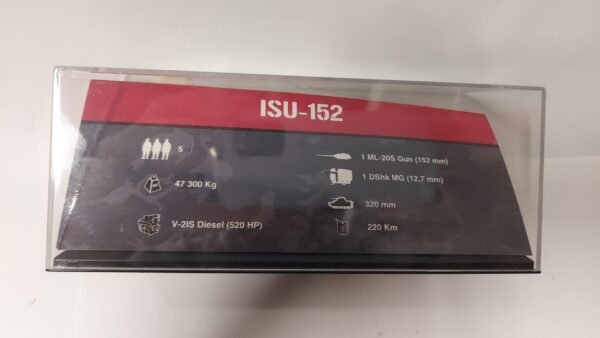 ISU-152
5
47 300 Kg
V-2IS Diesel (520 HP)
1 ML-20S Gun (152 mm)
1 DShk MG (12,7 mm)
320 mm
220 Km